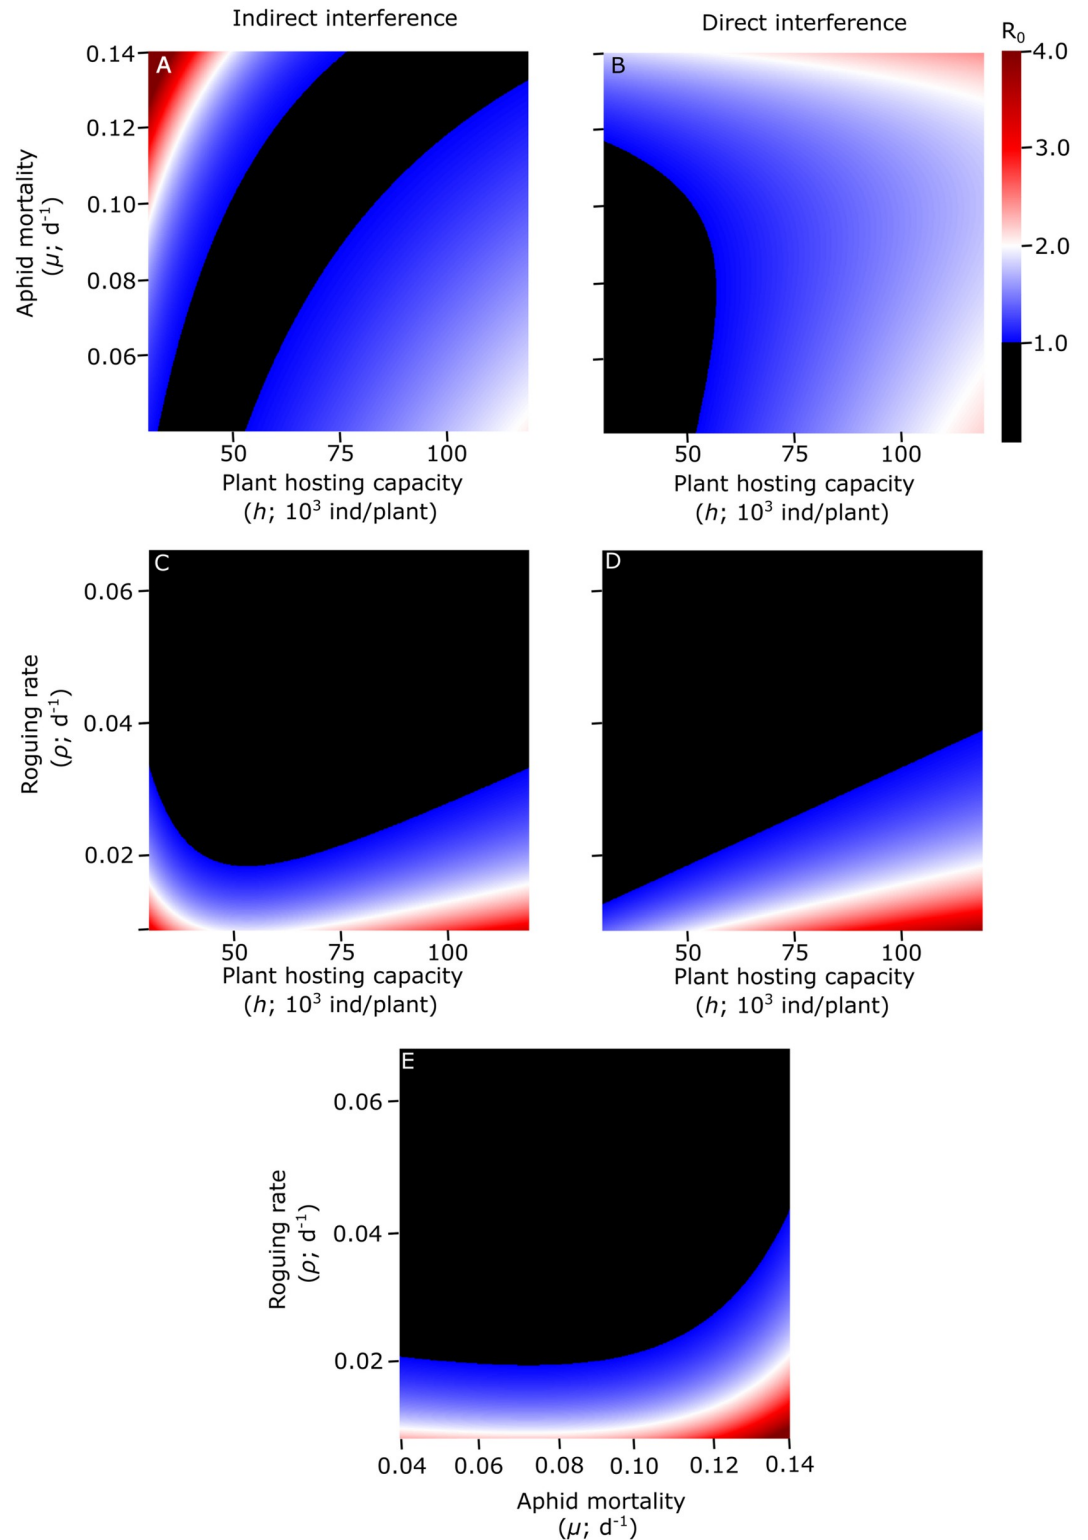 Indirect interference
Direct interference
R₀
A
B
0.14
0.12
0.10
0.08
0.06
Aphid mortality
(μ; d⁻¹)
4.0
3.0
2.0
1.0
50 75 100
50 75 100
Plant hosting capacity
(h; 10³ ind/plant)
Plant hosting capacity
(h; 10³ ind/plant)
C
D
0.06
0.04
0.02
Roguing rate
(ρ; d⁻¹)
50 75 100
50 75 100
Plant hosting capacity
(h; 10³ ind/plant)
Plant hosting capacity
(h; 10³ ind/plant)
E
0.06
0.04
0.02
Roguing rate
(ρ; d⁻¹)
0.04 0.06 0.08 0.10 0.12 0.14
Aphid mortality
(μ; d⁻¹)